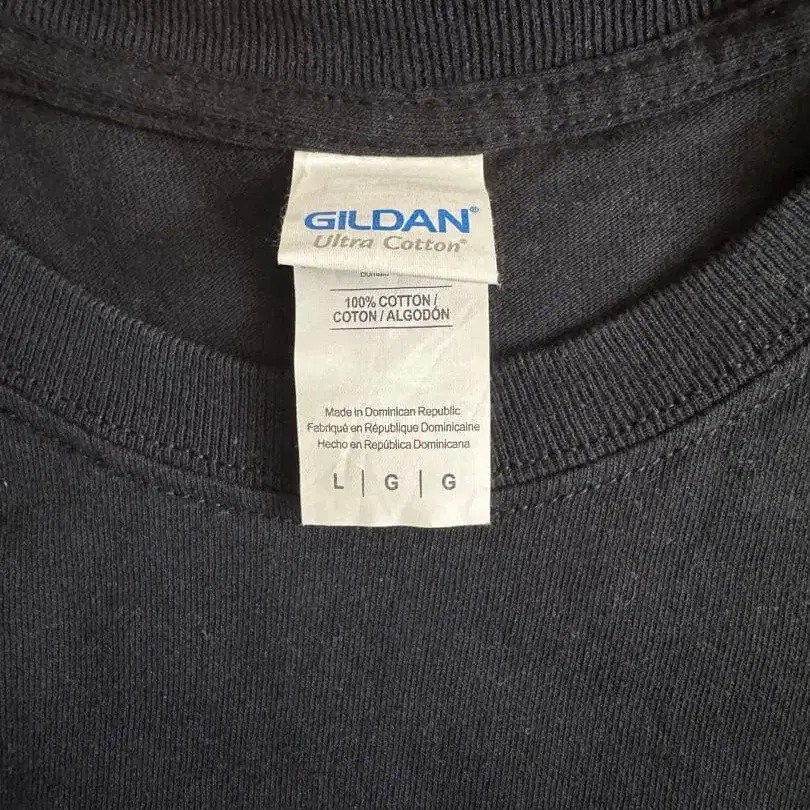 GILDAN®
Ultra Cotton®
100% COTTON /
COTON / ALGODÓN
Made in Dominican Republic
Fabriqué en République Dominicaine
Hecho en República Dominicana
L | G | G